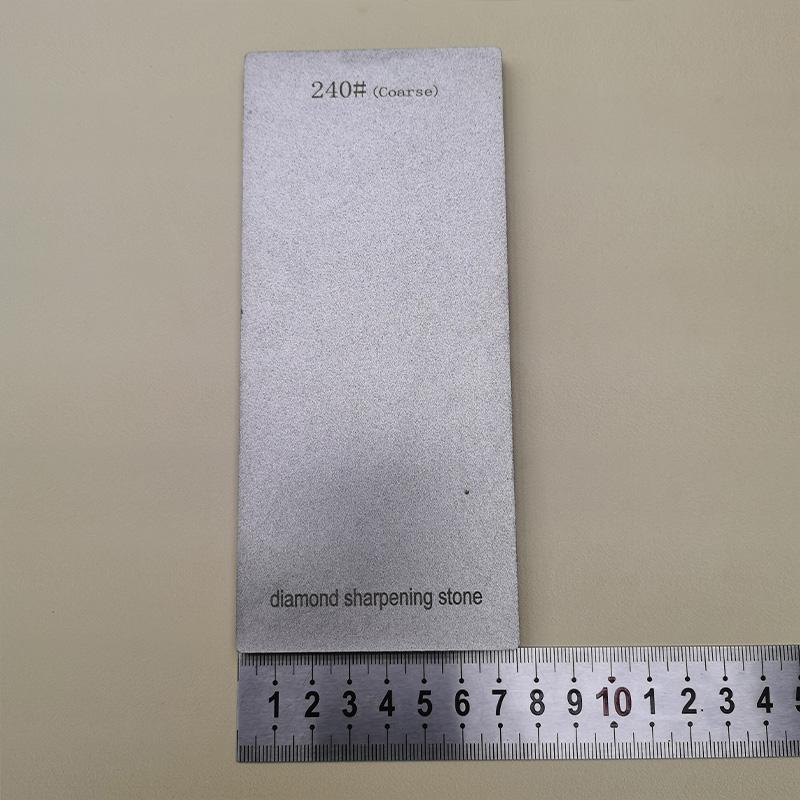 240# (Coarse)
diamond sharpening stone
1 2 3 4 5 6 7 8 9 10 1 2 3 4 5